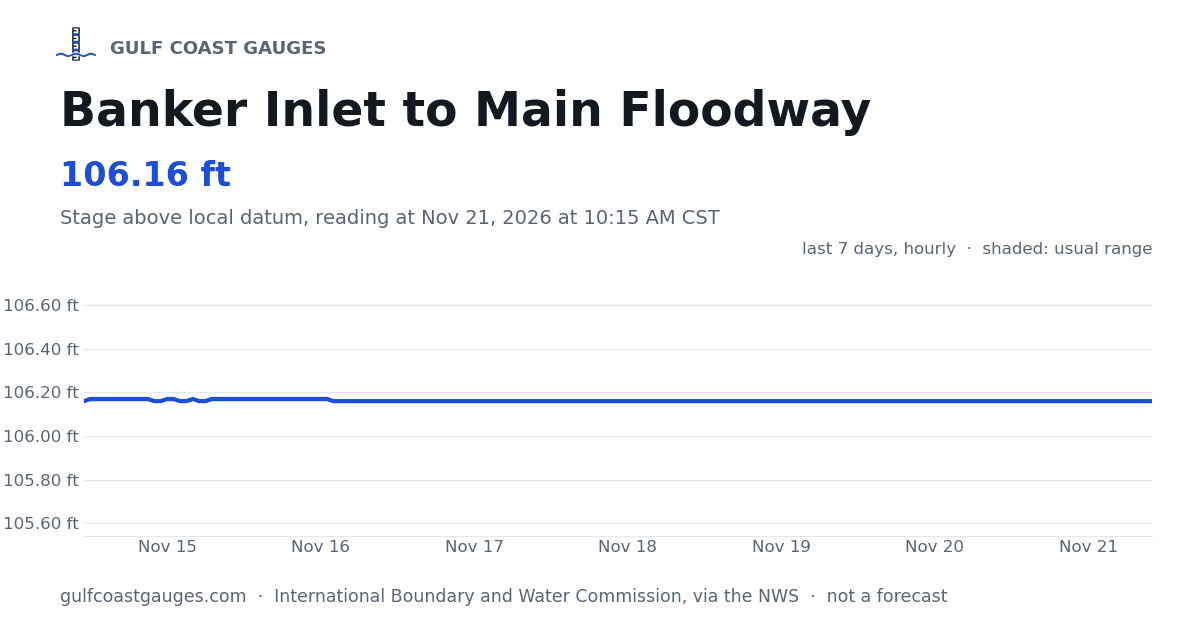 GULF COAST GAUGES
Banker Inlet to Main Floodway
106.16 ft
Stage above local datum, reading at Nov 21, 2026 at 10:15 AM CST
last 7 days, hourly · shaded: usual range
106.60 ft
106.40 ft
106.20 ft
106.00 ft
105.80 ft
105.60 ft
Nov 15 Nov 16 Nov 17 Nov 18 Nov 19 Nov 20 Nov 21
gulfcoastgauges.com · International Boundary and Water Commission, via the NWS · not a forecast